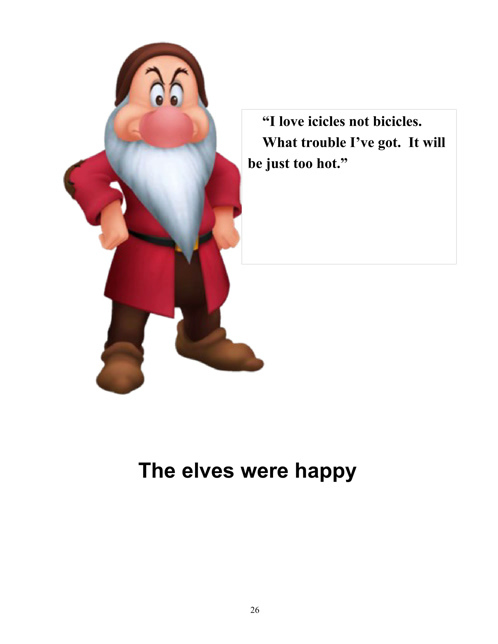 “I love icicles not bicicles.
What trouble I’ve got.  It will
be just too hot.”
The elves were happy
26